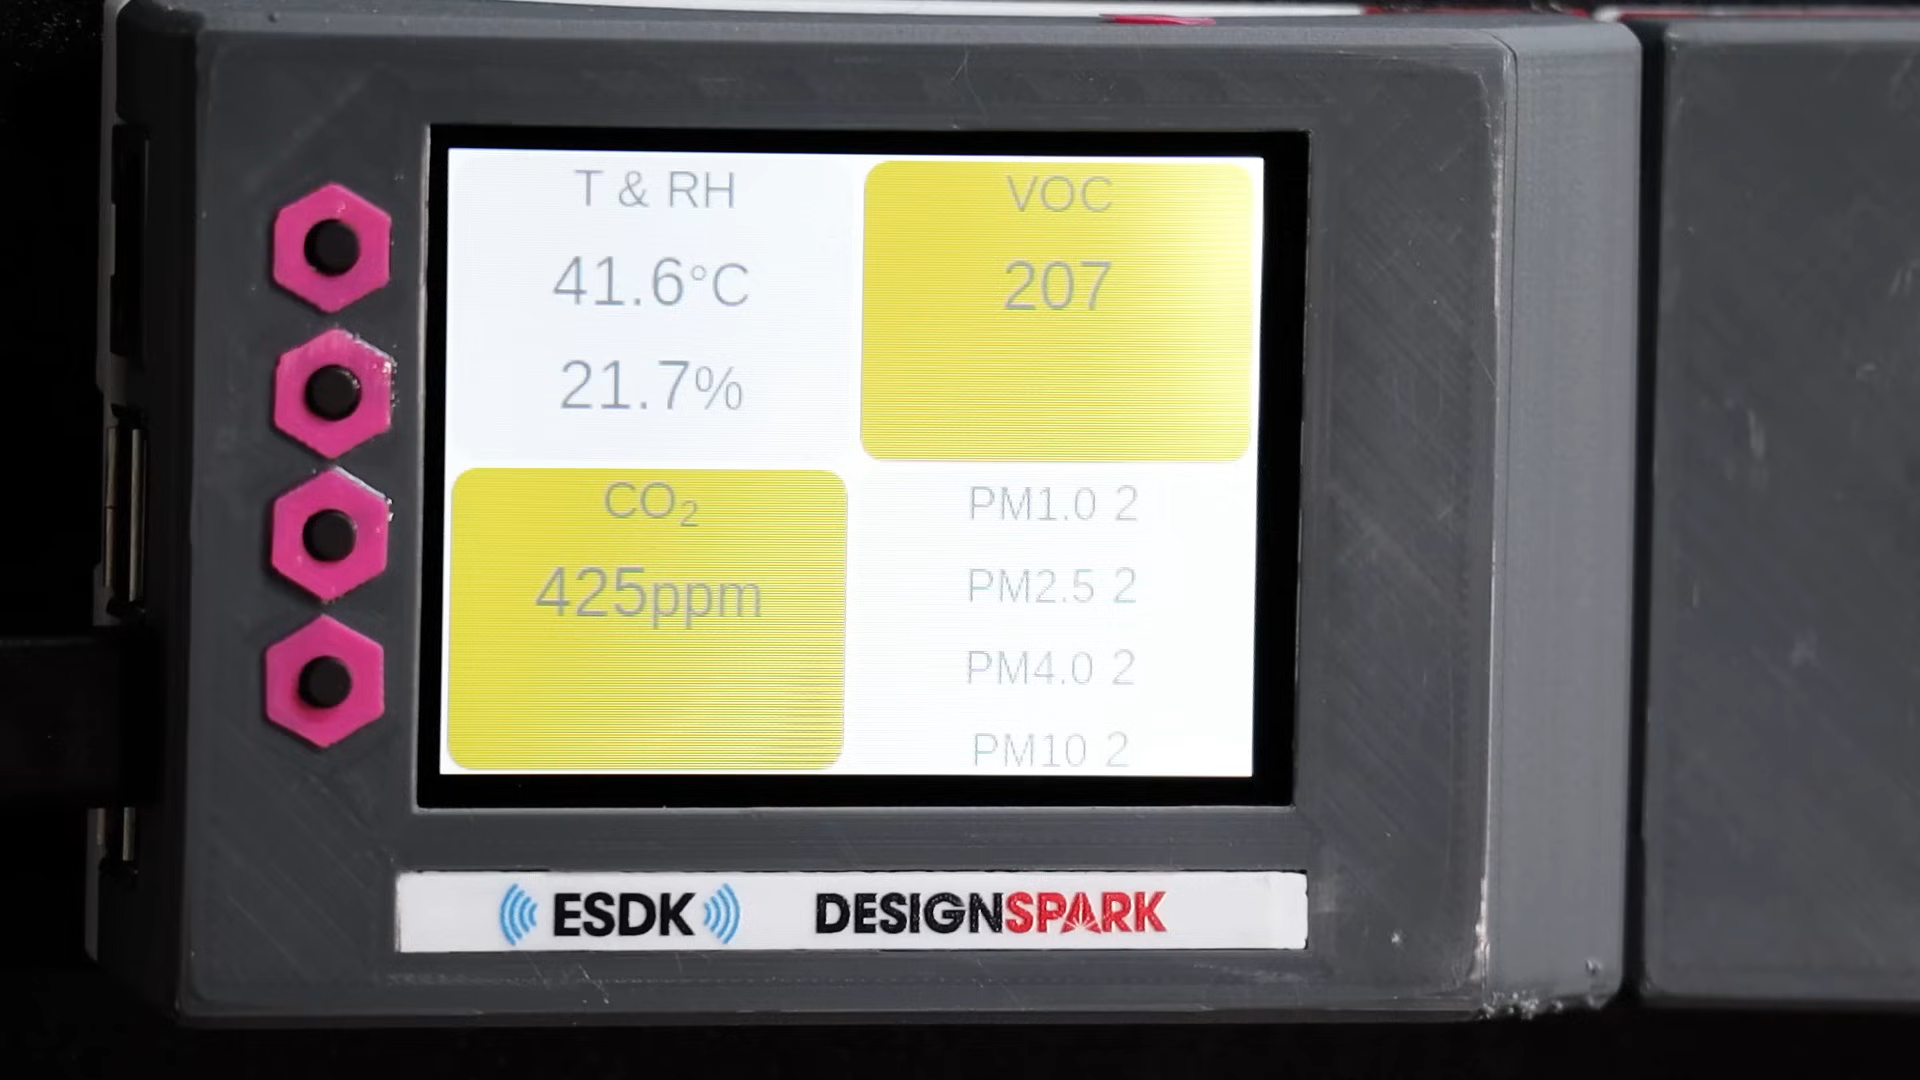 T & RH
41.6°C
21.7%
VOC
207
CO₂
425ppm
PM1.0 2
PM2.5 2
PM4.0 2
PM10 2
ESDK
DESIGNSPARK